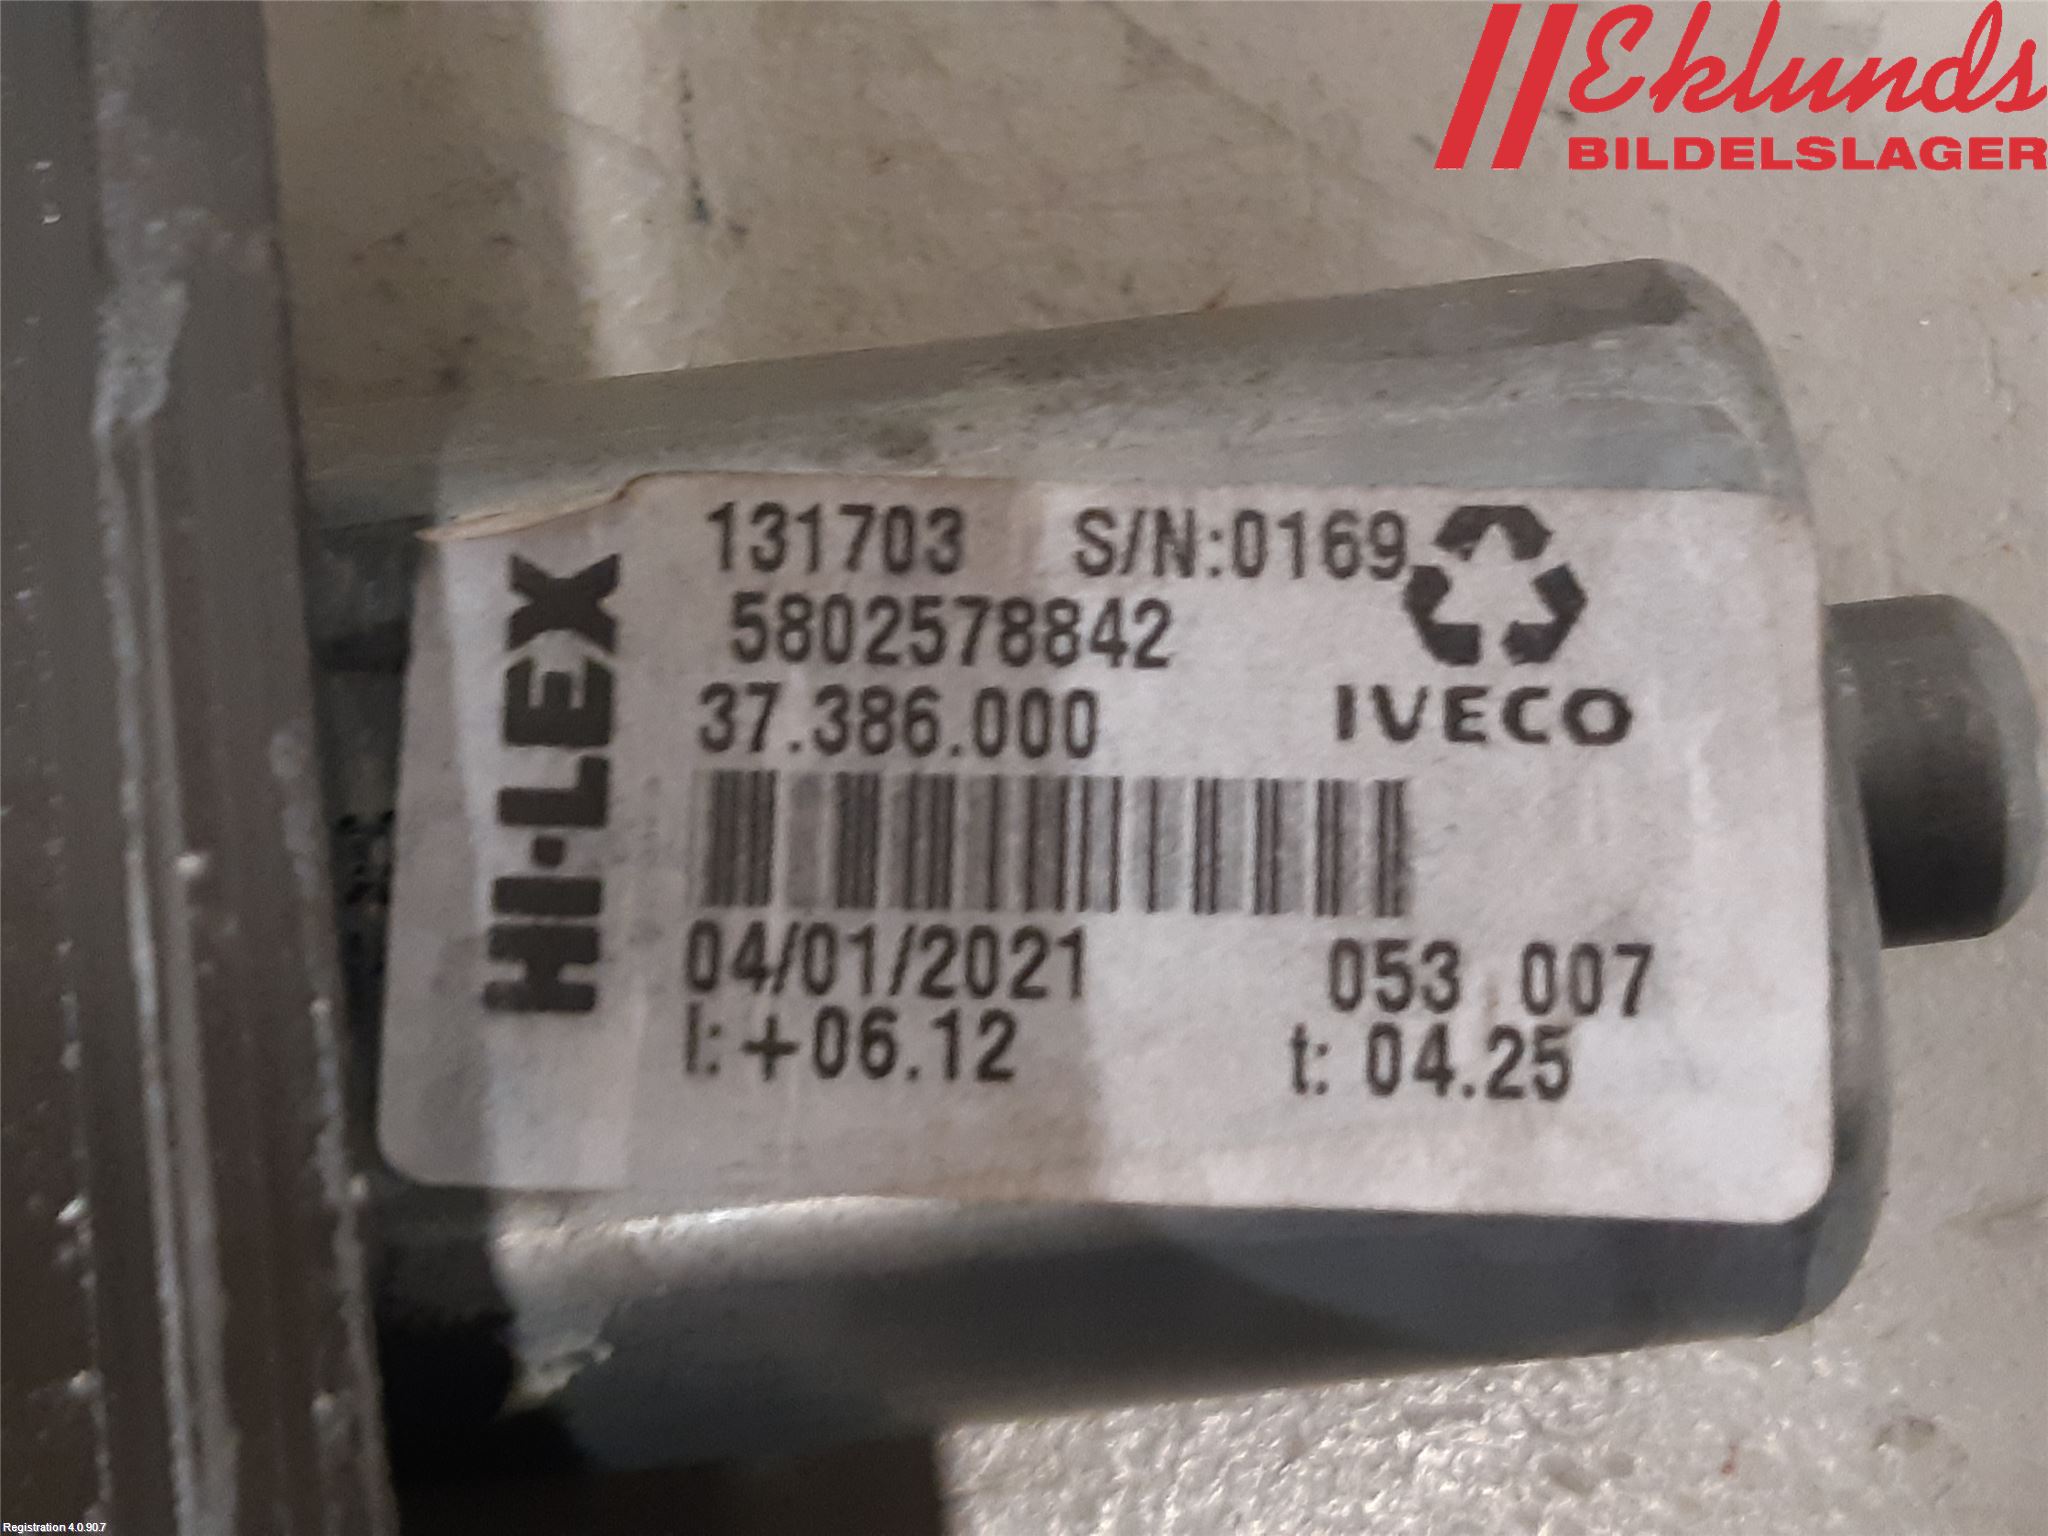 Eklunds
BILDELSLAGER
HI-LEX
131703 S/N:0169
5802578842
37.386.000
IVECO
04/01/2021 053 007
I: +06.12 t: 04.25
Registration 4.0.90.7